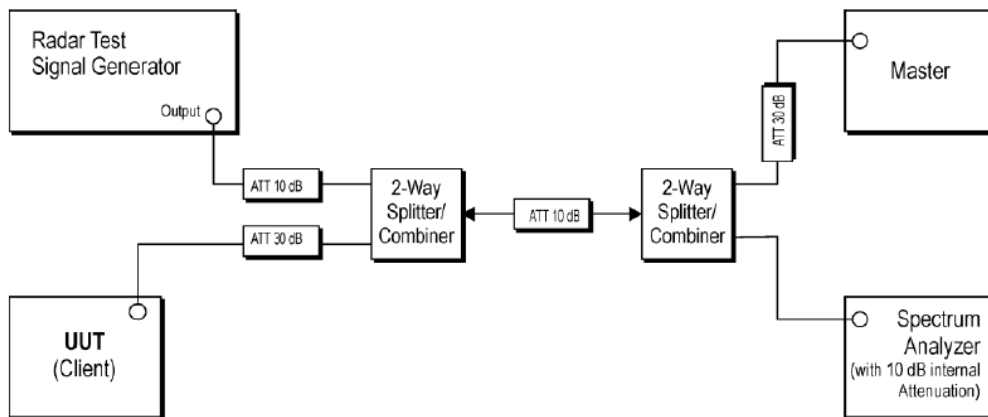 Radar Test
Signal Generator
Output
ATT 10 dB
2-Way
Splitter/
Combiner
ATT 30 dB
UUT
(Client)
ATT 10 dB
2-Way
Splitter/
Combiner
ATT 30 dB
Master
Spectrum
Analyzer
(with 10 dB internal
Attenuation)